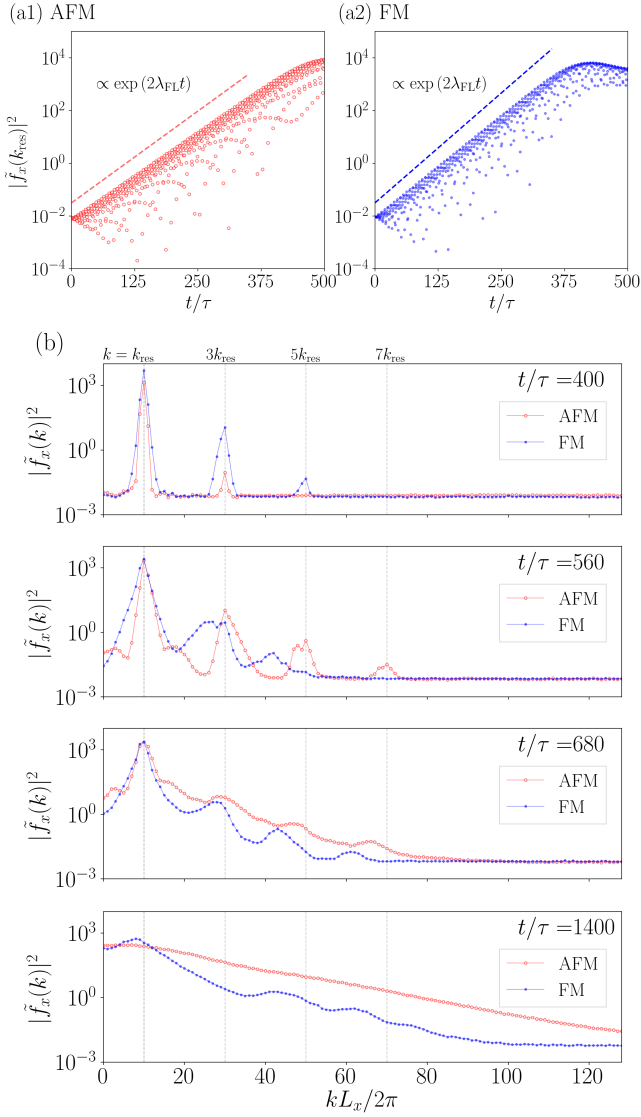 (a1) AFM
(a2) FM
10^4
10^2
10^0
10^{-2}
10^{-4}
|f̃_x(k_res)|^2
∝ exp (2λ_FL t)
∝ exp (2λ_FL t)
0 125 250 375 500
t/τ
0 125 250 375 500
t/τ
(b)
k = k_res 3k_res 5k_res 7k_res
t/τ =400
AFM
FM
10^3
10^0
10^{-3}
|f̃_x(k)|^2
t/τ =560
AFM
FM
10^3
10^0
10^{-3}
|f̃_x(k)|^2
t/τ =680
AFM
FM
10^3
10^0
10^{-3}
|f̃_x(k)|^2
t/τ =1400
AFM
FM
10^3
10^0
10^{-3}
|f̃_x(k)|^2
0 20 40 60 80 100 120
kL_x/2π